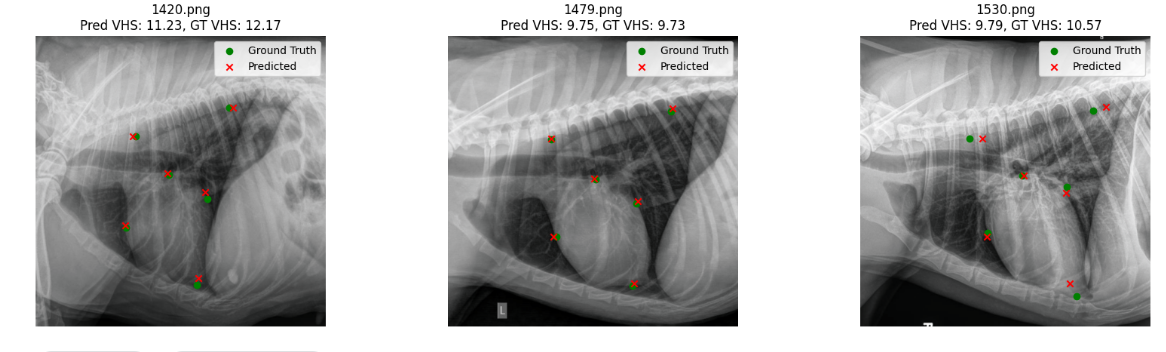 1420.png
Pred VHS: 11.23, GT VHS: 12.17
Ground Truth
Predicted
1479.png
Pred VHS: 9.75, GT VHS: 9.73
Ground Truth
Predicted
L
1530.png
Pred VHS: 9.79, GT VHS: 10.57
Ground Truth
Predicted